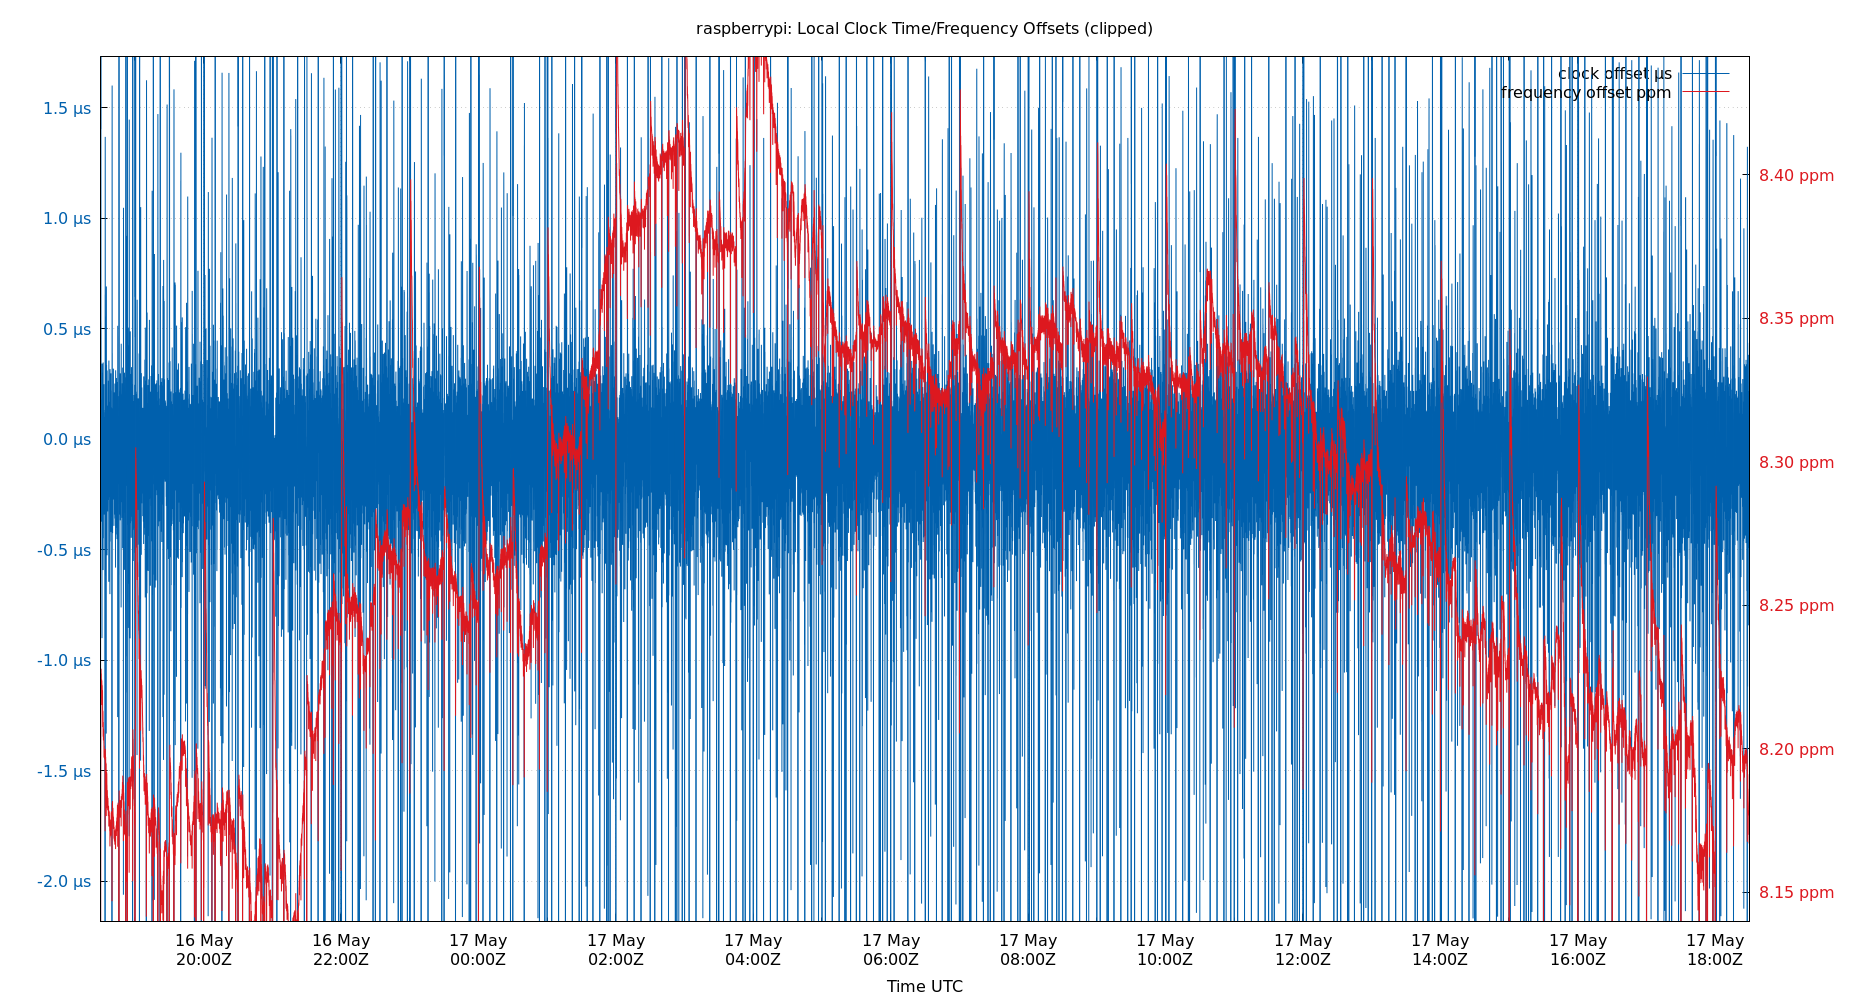 raspberrypi: Local Clock Time/Frequency Offsets (clipped)
clock offset µs
frequency offset ppm
1.5 µs
1.0 µs
0.5 µs
0.0 µs
-0.5 µs
-1.0 µs
-1.5 µs
-2.0 µs
8.40 ppm
8.35 ppm
8.30 ppm
8.25 ppm
8.20 ppm
8.15 ppm
16 May 16 May 17 May 17 May 17 May 17 May 17 May 17 May 17 May 17 May 17 May 17 May
20:00Z 22:00Z 00:00Z 02:00Z 04:00Z 06:00Z 08:00Z 10:00Z 12:00Z 14:00Z 16:00Z 18:00Z
Time UTC